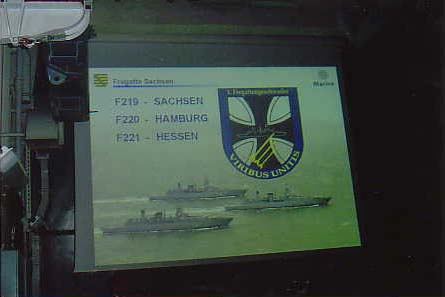 Fregatte Sachsen
Marine
F219 - SACHSEN
F220 - HAMBURG
F221 - HESSEN
1. Fregattengeschwader
VIRIBUS UNITIS